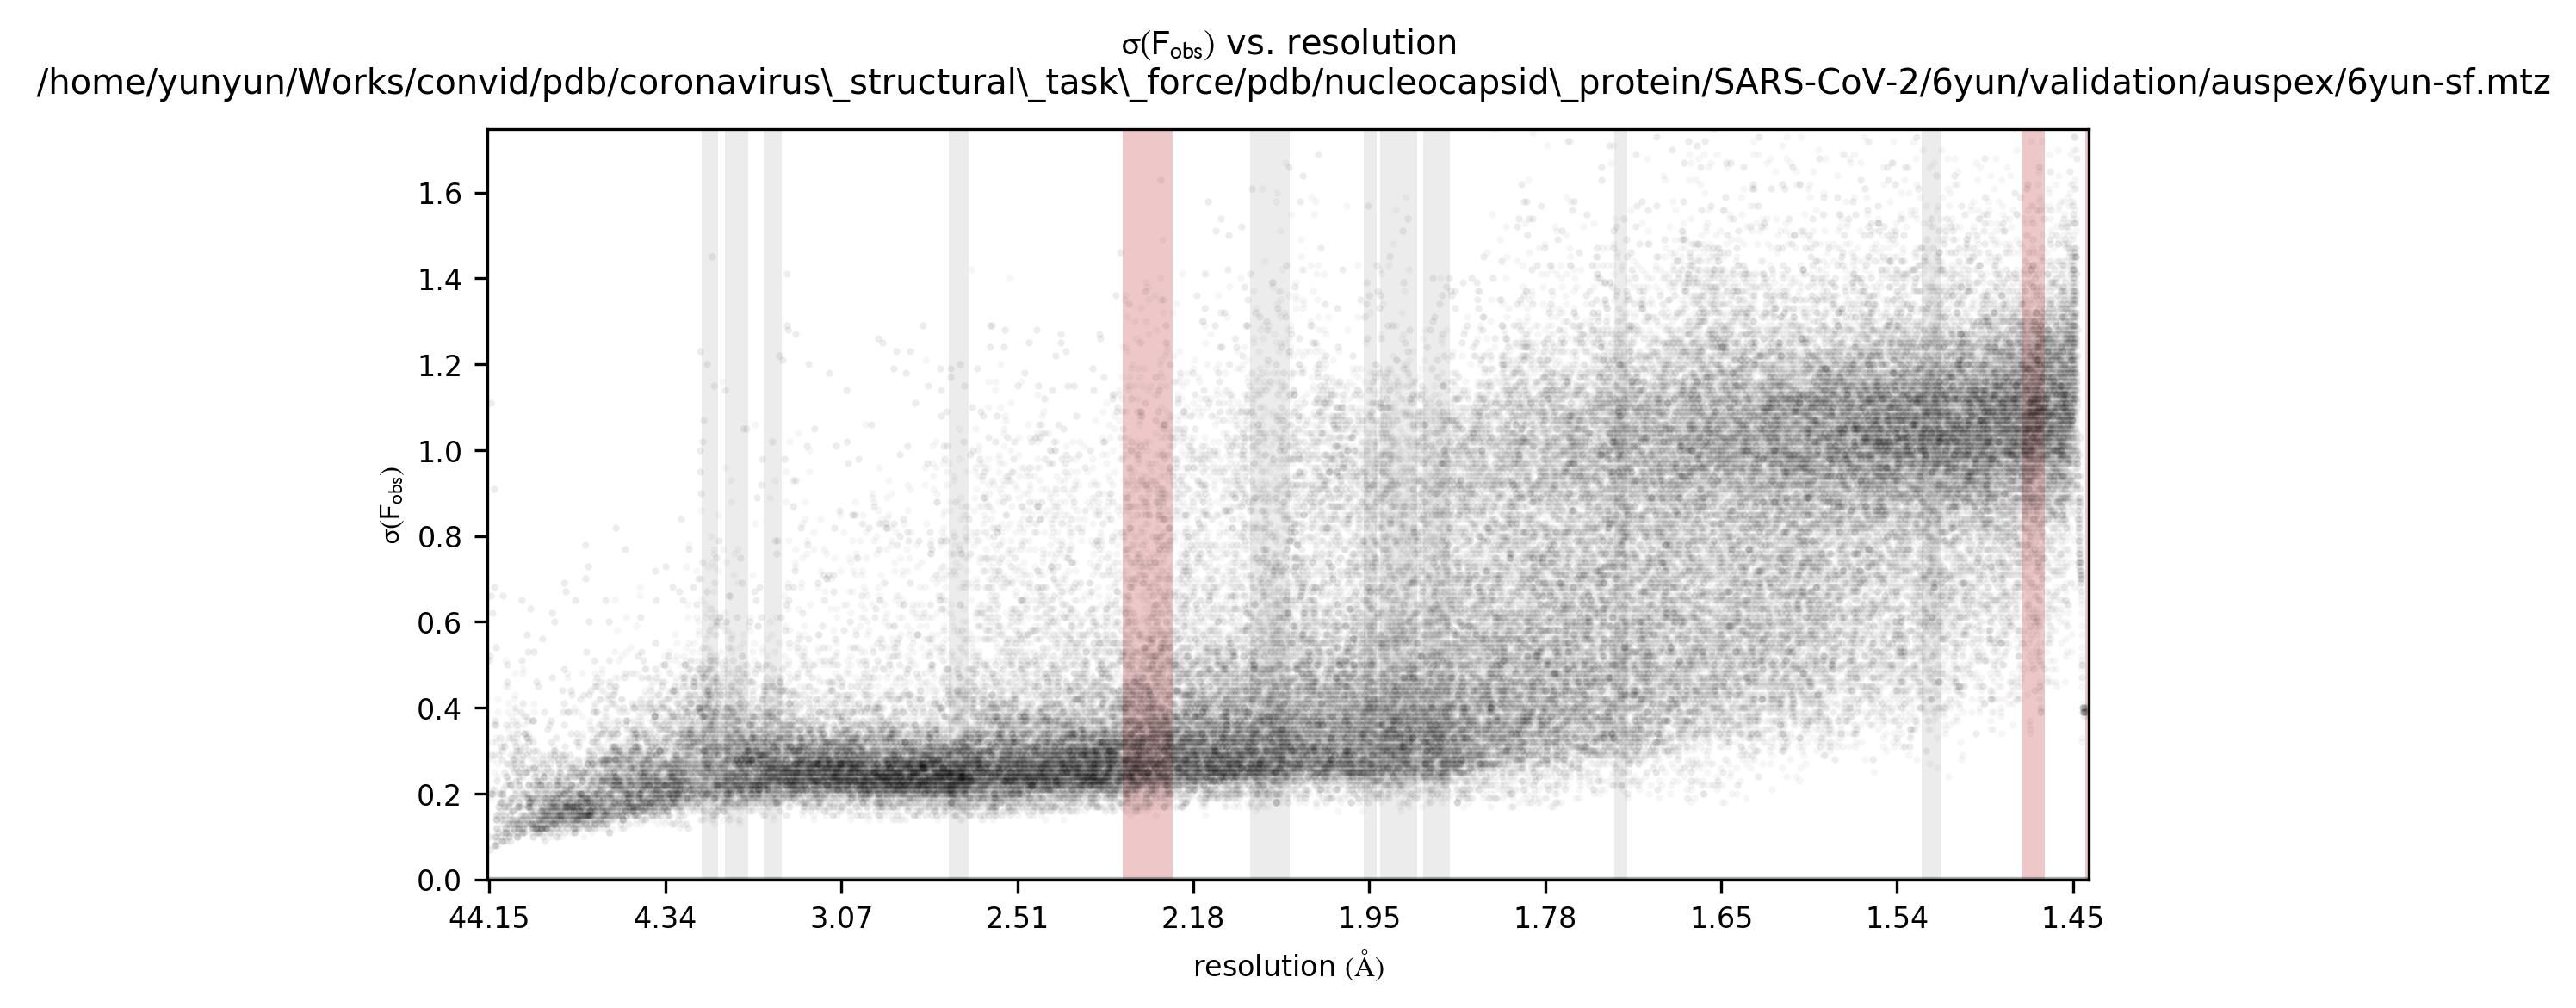 σ(Fobs) vs. resolution
/home/yunyun/Works/convid/pdb/coronavirus\_structural\_task\_force/pdb/nucleocapsid\_protein/SARS-CoV-2/6yun/validation/auspex/6yun-sf.mtz
σ(Fobs)
1.6
1.4
1.2
1.0
0.8
0.6
0.4
0.2
0.0
44.15 4.34 3.07 2.51 2.18 1.95 1.78 1.65 1.54 1.45
resolution (Å)